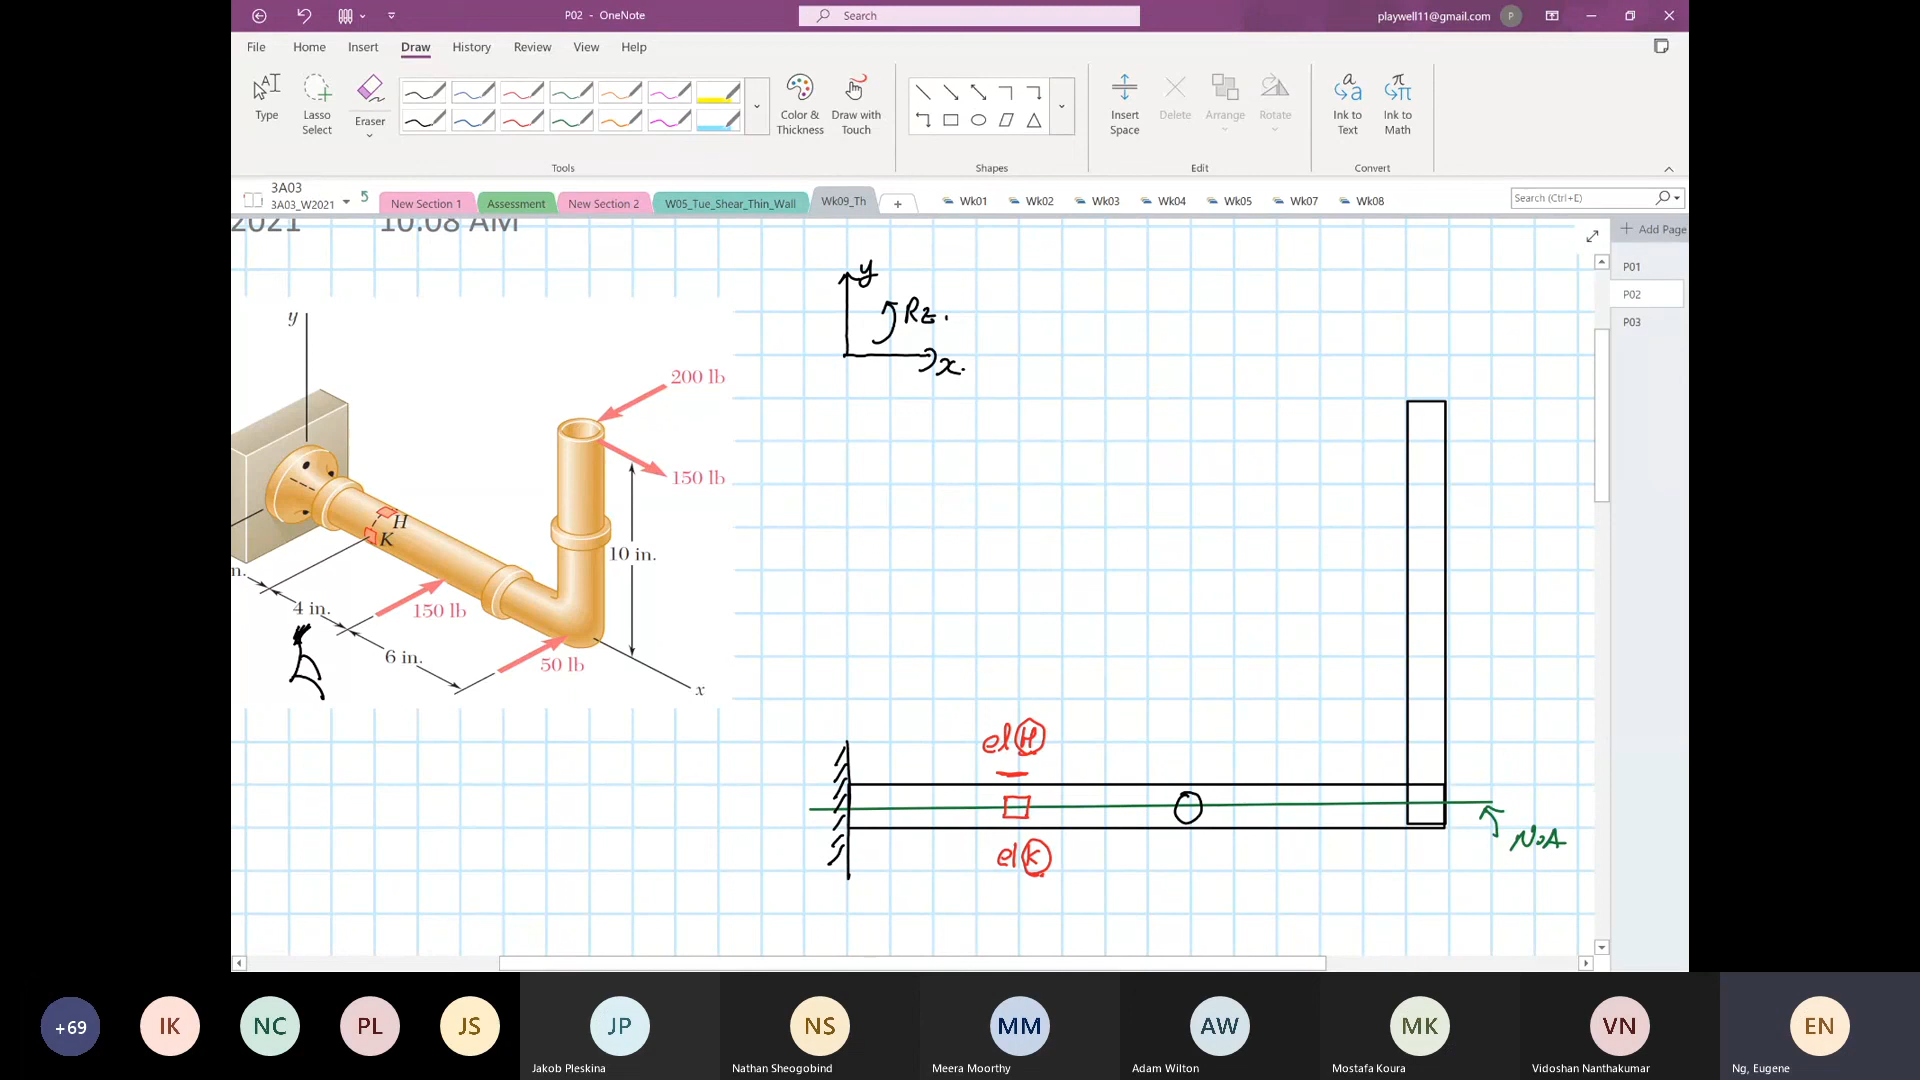 P02 - OneNote
Search
playwell11@gmail.com
P
File Home Insert Draw History Review View Help
Type
Lasso Select
Eraser
Color & Thickness
Draw with Touch
Insert Space
Delete
Arrange
Rotate
Ink to Text
Ink to Math
Tools
Shapes
Edit
Convert
3A03
3A03_W2021
New Section 1
Assessment
New Section 2
W05_Tue_Shear_Thin_Wall
Wk09_Th
+
Wk01
Wk02
Wk03
Wk04
Wk05
Wk07
Wk08
Search (Ctrl+E)
Add Page
P01
P02
P03
2021 10:08 AM
y
200 lb
150 lb
H
K
10 in.
n.
4 in.
150 lb
6 in.
50 lb
x
y
Rz.
x.
el H
el K
N.A
+69
IK
NC
PL
JS
JP
NS
MM
AW
MK
VN
EN
Jakob Pleskina
Nathan Sheogobind
Meera Moorthy
Adam Wilton
Mostafa Koura
Vidoshan Nanthakumar
Ng, Eugene